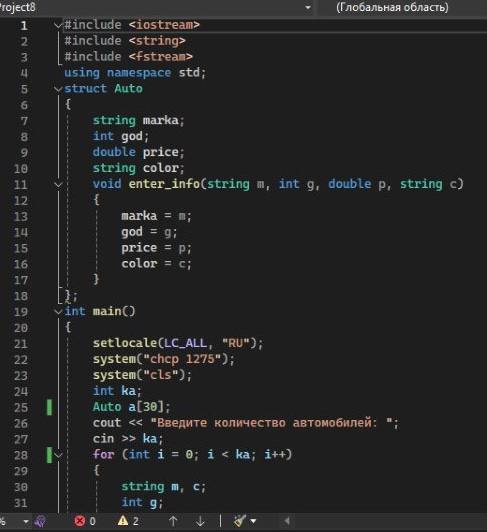 roject8 (Глобальная область)
1 #include <iostream>
2 #include <string>
3 #include <fstream>
4 using namespace std;
5 struct Auto
6 {
7 string marka;
8 int god;
9 double price;
10 string color;
11 void enter_info(string m, int g, double p, string c)
12 {
13 marka = m;
14 god = g;
15 price = p;
16 color = c;
17 }
18 };
19 int main()
20 {
21 setlocale(LC_ALL, "RU");
22 system("chcp 1275");
23 system("cls");
24 int ka;
25 Auto a[30];
26 cout << "Введите количество автомобилей: ";
27 cin >> ka;
28 for (int i = 0; i < ka; i++)
29 {
30 string m, c;
31 int g;
% 0 2